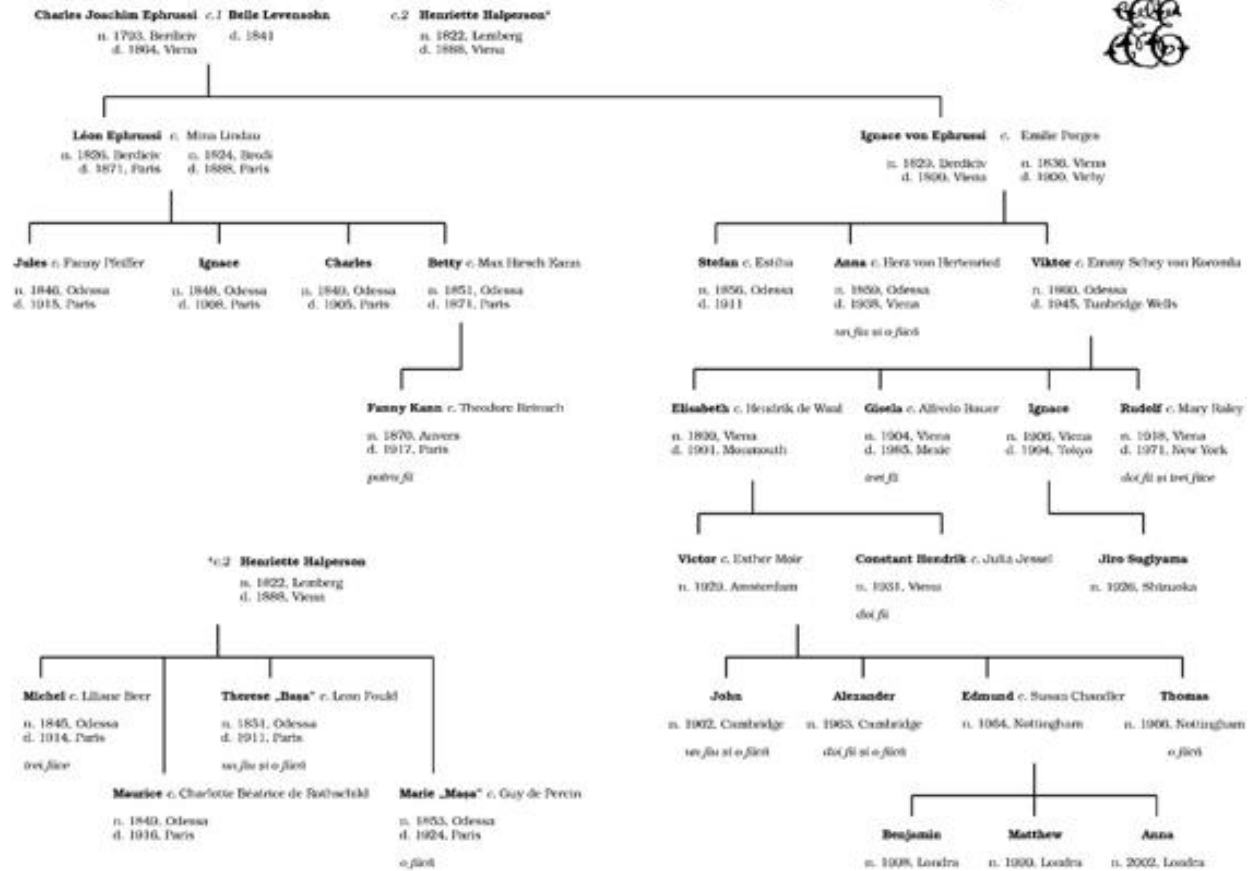 Charles Joachim Ephrussi c.1 Belle Levensohn c.2 Henriette Halperson*
n. 1793, Berdiciv d. 1841 n. 1822, Lemberg
d. 1864, Viena d. 1888, Viena
Léon Ephrussi c. Mina Lindau
n. 1826, Berdiciv n. 1824, Brodi
d. 1871, Paris d. 1888, Paris
Ignace von Ephrussi c. Emilie Porges
n. 1829, Berdiciv n. 1836, Viena
d. 1899, Viena d. 1900, Vichy
Jules c. Fanny Pfeiffer
n. 1846, Odessa
d. 1915, Paris
Ignace
n. 1848, Odessa
d. 1908, Paris
Charles
n. 1849, Odessa
d. 1905, Paris
Betty c. Max Hirsch Kann
n. 1851, Odessa
d. 1871, Paris
Stefan c. Estiha
n. 1856, Odessa
d. 1911
Anna c. Herz von Hertenried
n. 1859, Odessa
d. 1938, Viena
un fiu și o fiică
Viktor c. Emmy Schey von Koromla
n. 1860, Odessa
d. 1945, Tunbridge Wells
Fanny Kann c. Theodore Reinach
n. 1870, Anvers
d. 1917, Paris
patru fii
Elisabeth c. Hendrik de Waal
n. 1899, Viena
d. 1991, Monmouth
Gisela c. Alfredo Bauer
n. 1904, Viena
d. 1985, Mexic
trei fii
Ignace
n. 1906, Viena
d. 1994, Tokyo
Rudolf c. Mary Raley
n. 1918, Viena
d. 1971, New York
doi fii și trei fiice
Victor c. Esther Moir
n. 1929, Amsterdam
Constant Hendrik c. Julia Jessel
n. 1931, Viena
doi fii
Jiro Sugiyama
n. 1926, Shizuoka
*c.2 Henriette Halperson
n. 1822, Lemberg
d. 1888, Viena
Michel c. Liliane Beer
n. 1845, Odessa
d. 1914, Paris
trei fiice
Therese „Bașa” c. Leon Fould
n. 1851, Odessa
d. 1911, Paris
un fiu și o fiică
Maurice c. Charlotte Béatrice de Rothschild
n. 1849, Odessa
d. 1916, Paris
Marie „Mașa” c. Guy de Percin
n. 1853, Odessa
d. 1924, Paris
o fiică
John
n. 1962, Cambridge
un fiu și o fiică
Alexander
n. 1963, Cambridge
doi fii și o fiică
Edmund c. Susan Chandler
n. 1964, Nottingham
Thomas
n. 1966, Nottingham
o fiică
Benjamin
n. 1998, Londra
Matthew
n. 1999, Londra
Anna
n. 2002, Londra